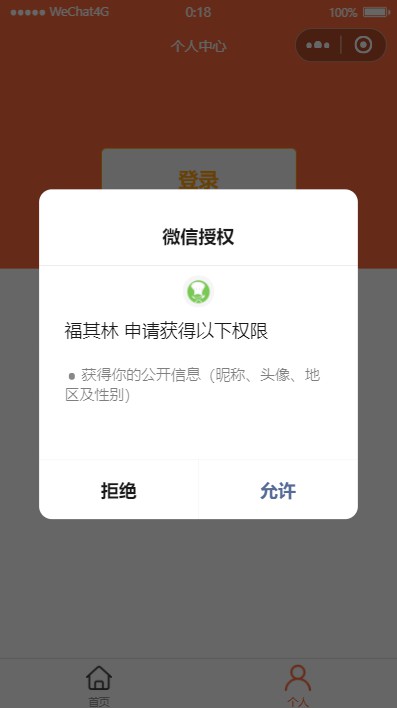 WeChat4G 0:18 100%
个人中心
登录
微信授权
福其林 申请获得以下权限
• 获得你的公开信息（昵称、头像、地
区及性别）
拒绝 允许
首页 个人